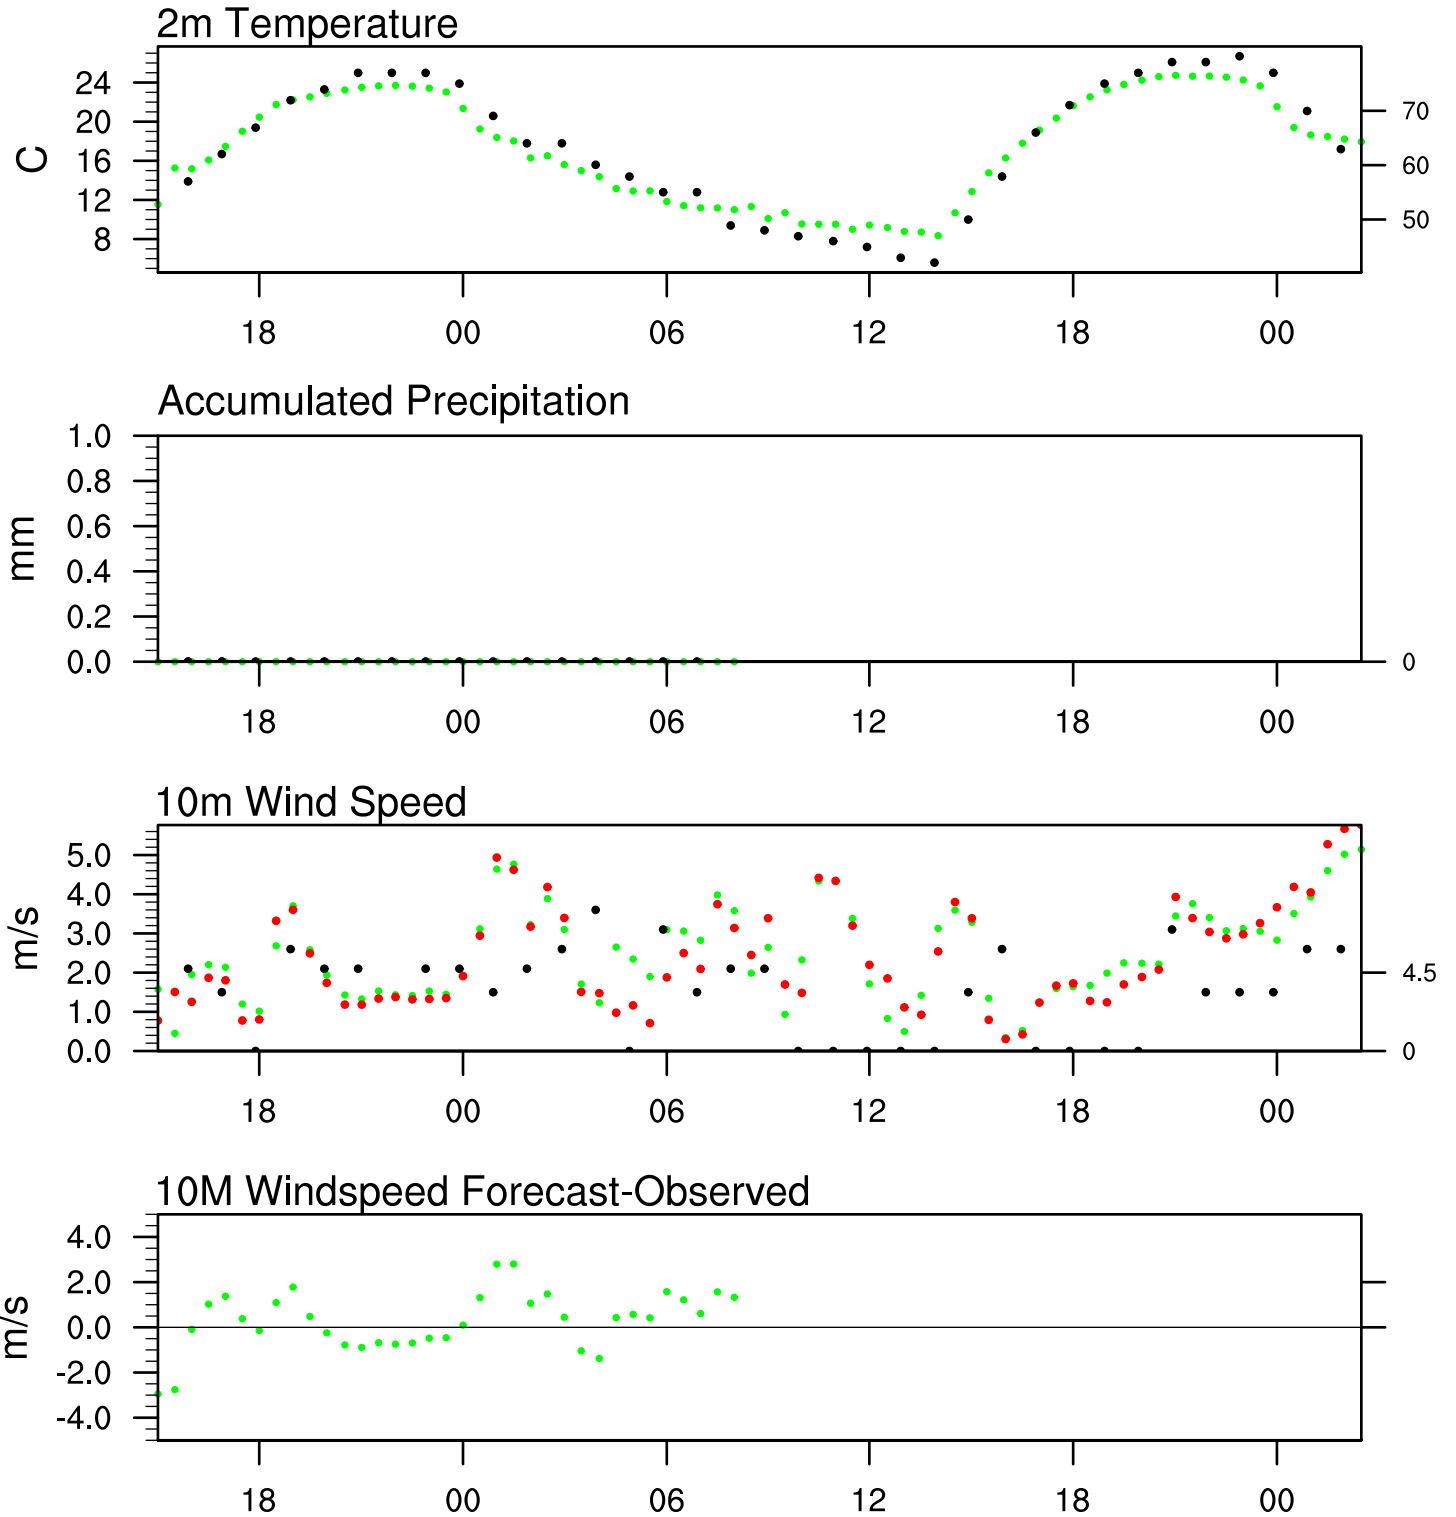 2m Temperature
24
20
16
12
8
C
70
60
50
18 00 06 12 18 00
Accumulated Precipitation
1.0
0.8
0.6
0.4
0.2
0.0
mm
0
18 00 06 12 18 00
10m Wind Speed
5.0
4.0
3.0
2.0
1.0
0.0
m/s
4.5
0
18 00 06 12 18 00
10M Windspeed Forecast-Observed
4.0
2.0
0.0
-2.0
-4.0
m/s
18 00 06 12 18 00